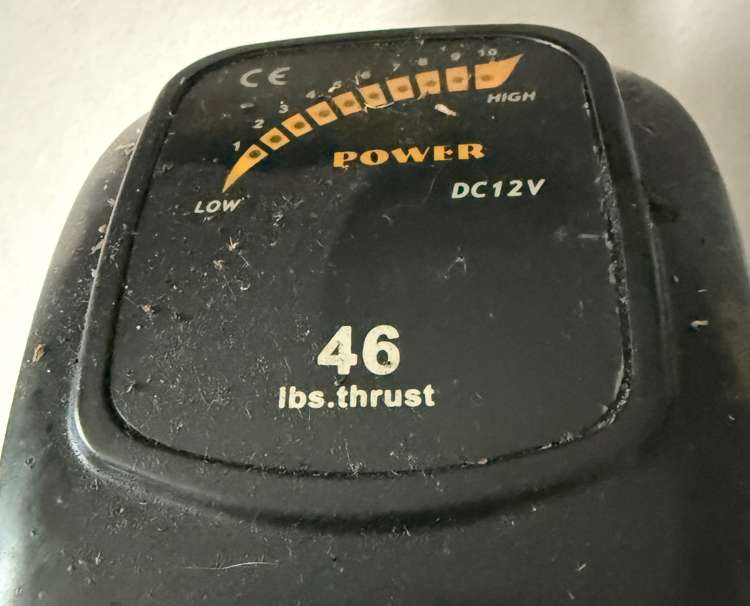 CE
1 2 3 4 5 6 7 8 9 10
HIGH
POWER
LOW
DC12V
46
lbs.thrust